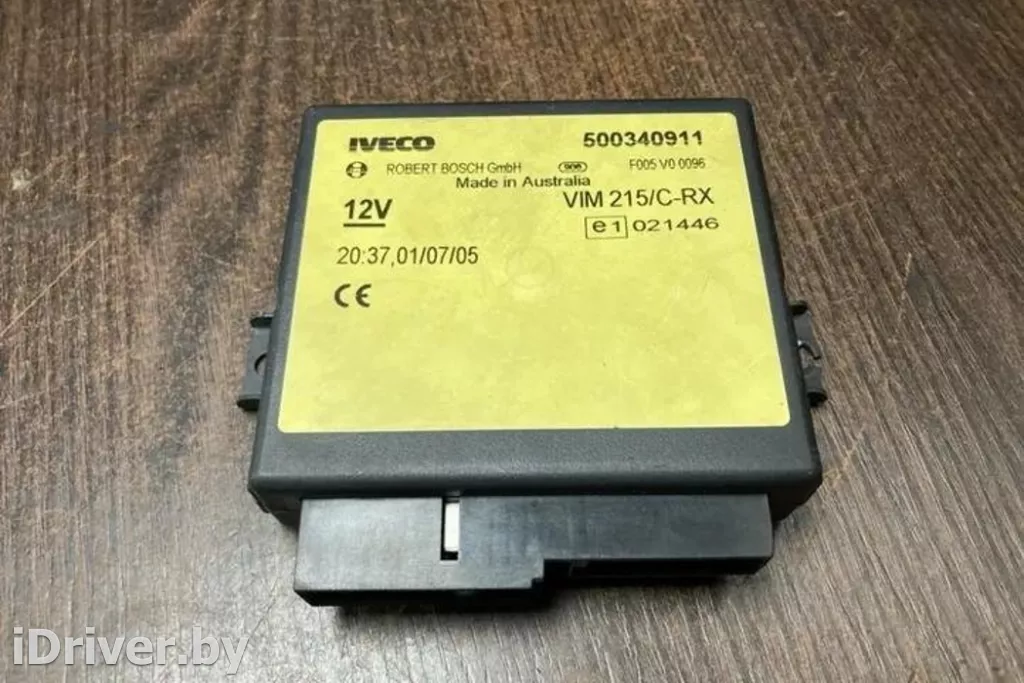 IVECO 500340911
ROBERT BOSCH GmbH F005 V0 0096
Made in Australia
12V VIM 215/C-RX
e1 021446
20:37,01/07/05
CE
iDriver.by